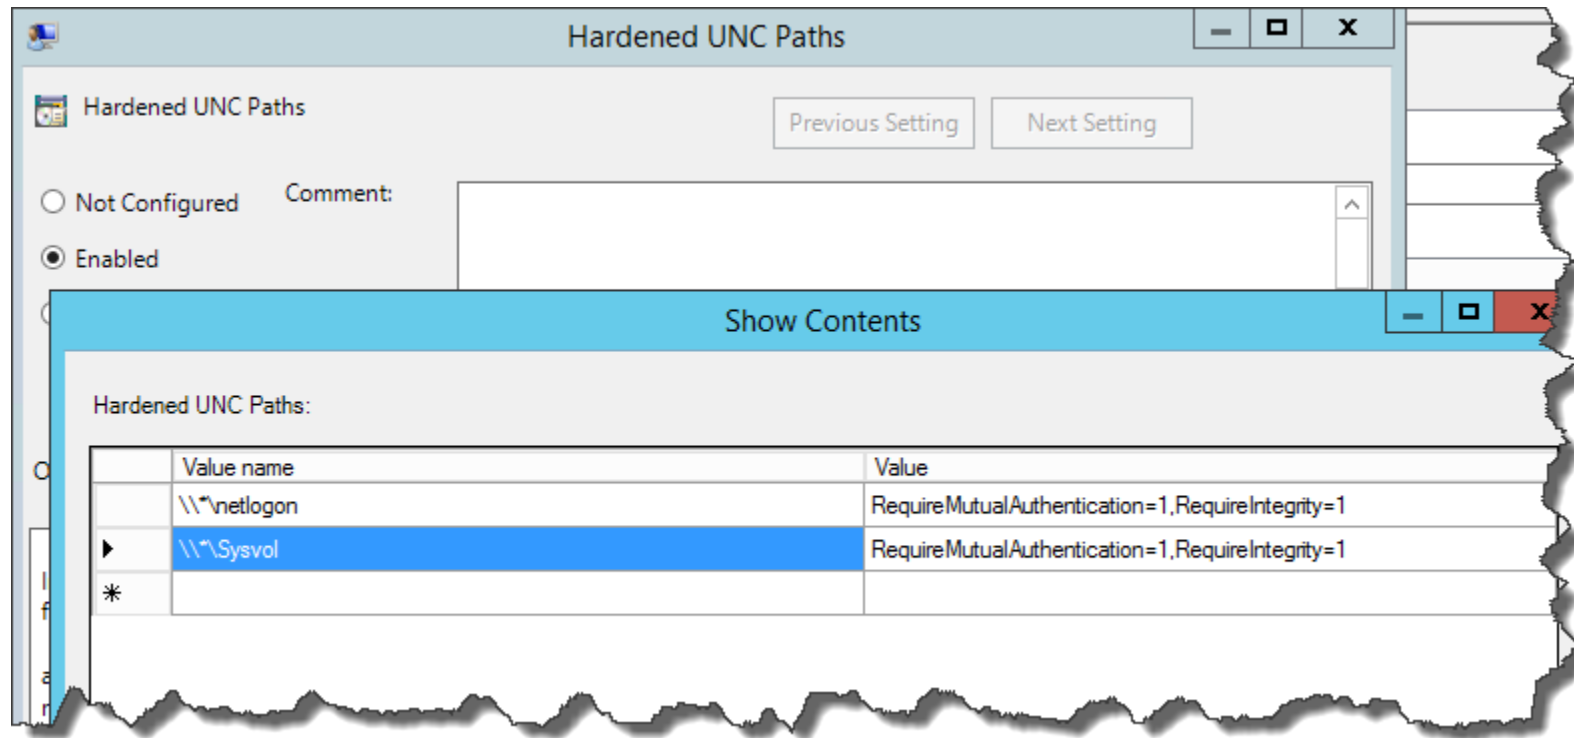 Hardened UNC Paths
Hardened UNC Paths
Previous Setting
Next Setting
Not Configured
Comment:
Enabled
Show Contents
Hardened UNC Paths:
Value name Value
\\*\netlogon RequireMutualAuthentication=1,RequireIntegrity=1
\\*\Sysvol RequireMutualAuthentication=1,RequireIntegrity=1